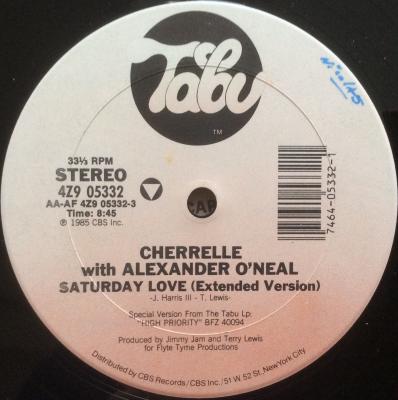 Tabu
TM
33⅓ RPM
STEREO
4Z9 05332
AA-AF 4Z9 05332-3
Time: 8:45
℗ 1985 CBS Inc.
7464-05332-1
CHERRELLE
with ALEXANDER O'NEAL
SATURDAY LOVE (Extended Version)
-J. Harris III - T. Lewis-
Special Version From The Tabu Lp:
"HIGH PRIORITY" BFZ 40094
Produced by Jimmy Jam and Terry Lewis
for Flyte Tyme Productions
Distributed by CBS Records/CBS Inc./51 W. 52 St. New York City